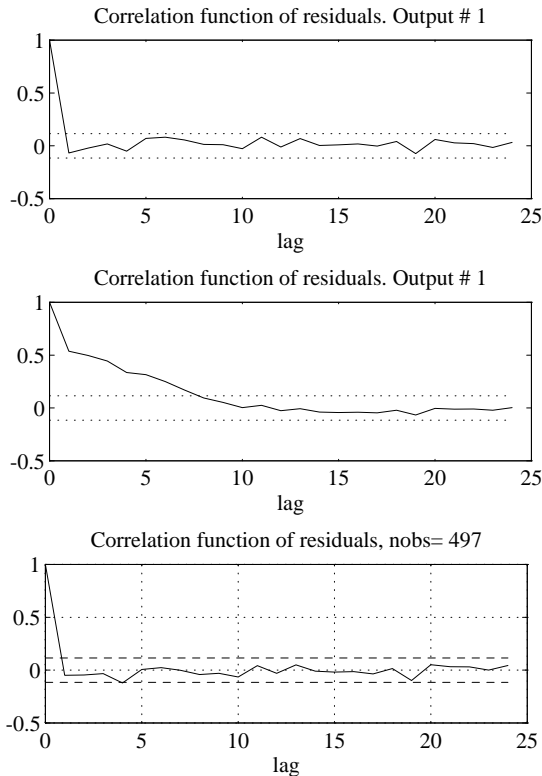 Correlation function of residuals. Output # 1
1
0.5
0
-0.5
0 5 10 15 20 25
lag
Correlation function of residuals. Output # 1
1
0.5
0
-0.5
0 5 10 15 20 25
lag
Correlation function of residuals, nobs= 497
1
0.5
0
-0.5
0 5 10 15 20 25
lag